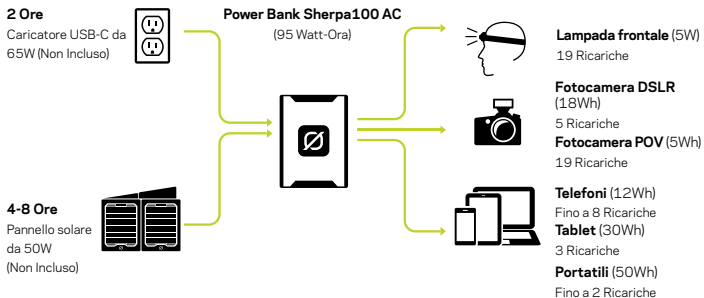 2 Ore
Caricatore USB-C da
65W (Non Incluso)
4-8 Ore
Pannello solare
da 50W
(Non Incluso)
Power Bank Sherpa100 AC
(95 Watt-Ora)
Lampada frontale (5W)
19 Ricariche
Fotocamera DSLR
(18Wh)
5 Ricariche
Fotocamera POV (5Wh)
19 Ricariche
Telefoni (12Wh)
Fino a 8 Ricariche
Tablet (30Wh)
3 Ricariche
Portatili (50Wh)
Fino a 2 Ricariche